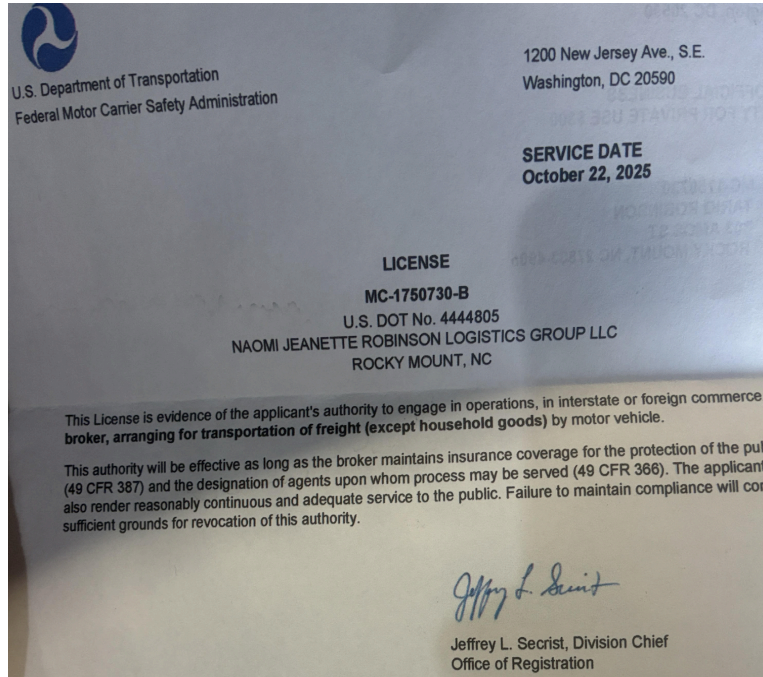 U.S. Department of Transportation
Federal Motor Carrier Safety Administration
1200 New Jersey Ave., S.E.
Washington, DC 20590
SERVICE DATE
October 22, 2025
LICENSE
MC-1750730-B
U.S. DOT No. 4444805
NAOMI JEANETTE ROBINSON LOGISTICS GROUP LLC
ROCKY MOUNT, NC
This License is evidence of the applicant's authority to engage in operations, in interstate or foreign commerce
broker, arranging for transportation of freight (except household goods) by motor vehicle.
This authority will be effective as long as the broker maintains insurance coverage for the protection of the pu
(49 CFR 387) and the designation of agents upon whom process may be served (49 CFR 366). The applicant
also render reasonably continuous and adequate service to the public. Failure to maintain compliance will co
sufficient grounds for revocation of this authority.
Jeffrey L. Secrist, Division Chief
Office of Registration